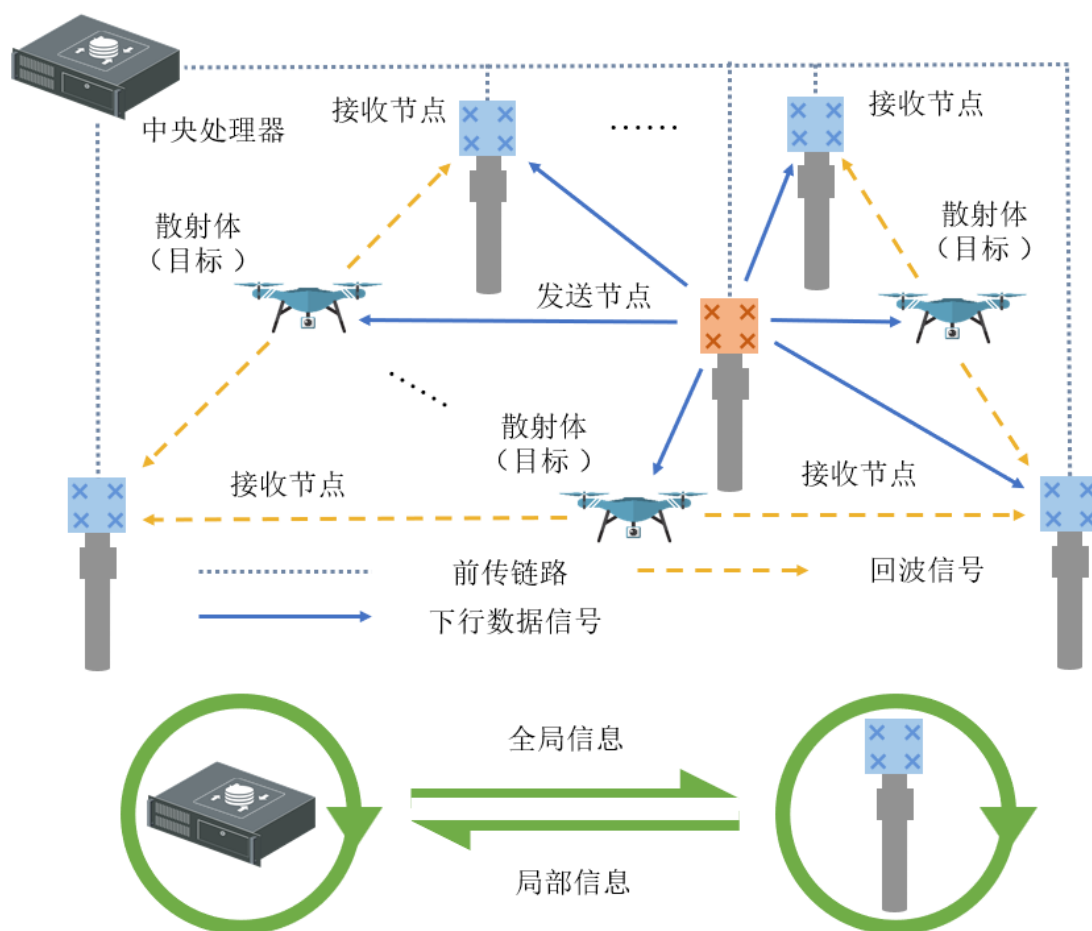 中央处理器
接收节点
……
接收节点
散射体
（目标）
散射体
（目标）
发送节点
……
散射体
（目标）
接收节点
接收节点
前传链路
回波信号
下行数据信号
全局信息
局部信息